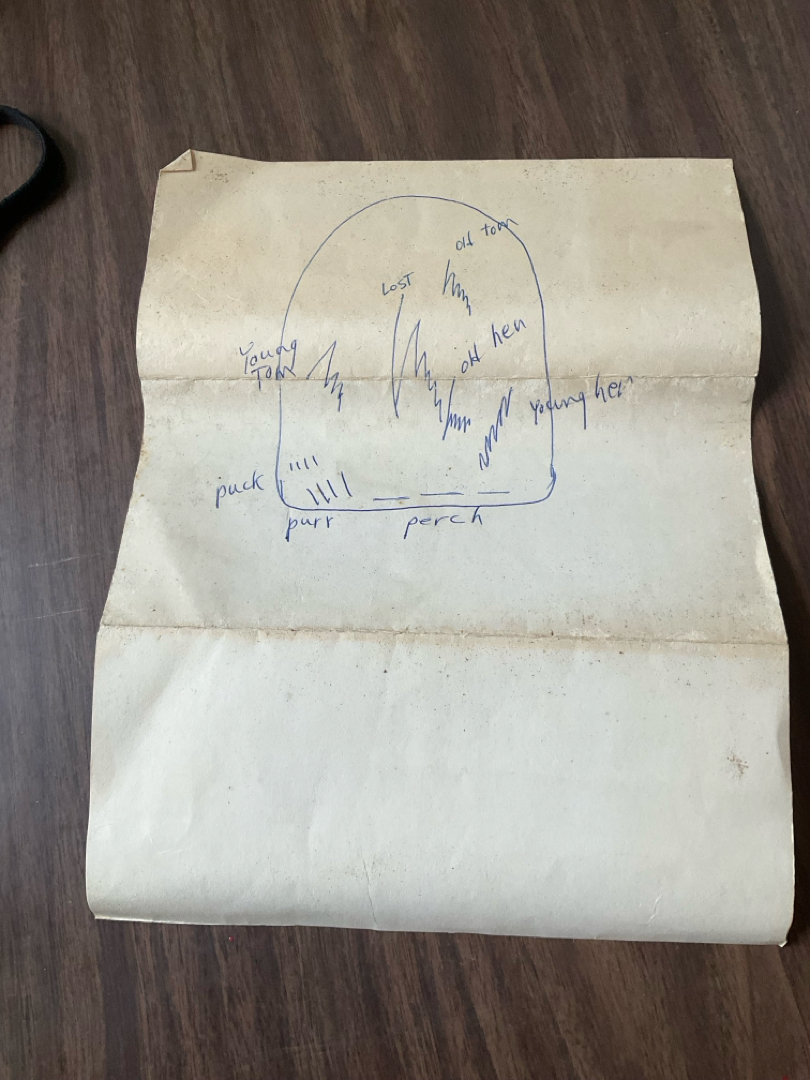 old tom
LOST
old hen
Young
Tom
Young hen
puck
purr
perch